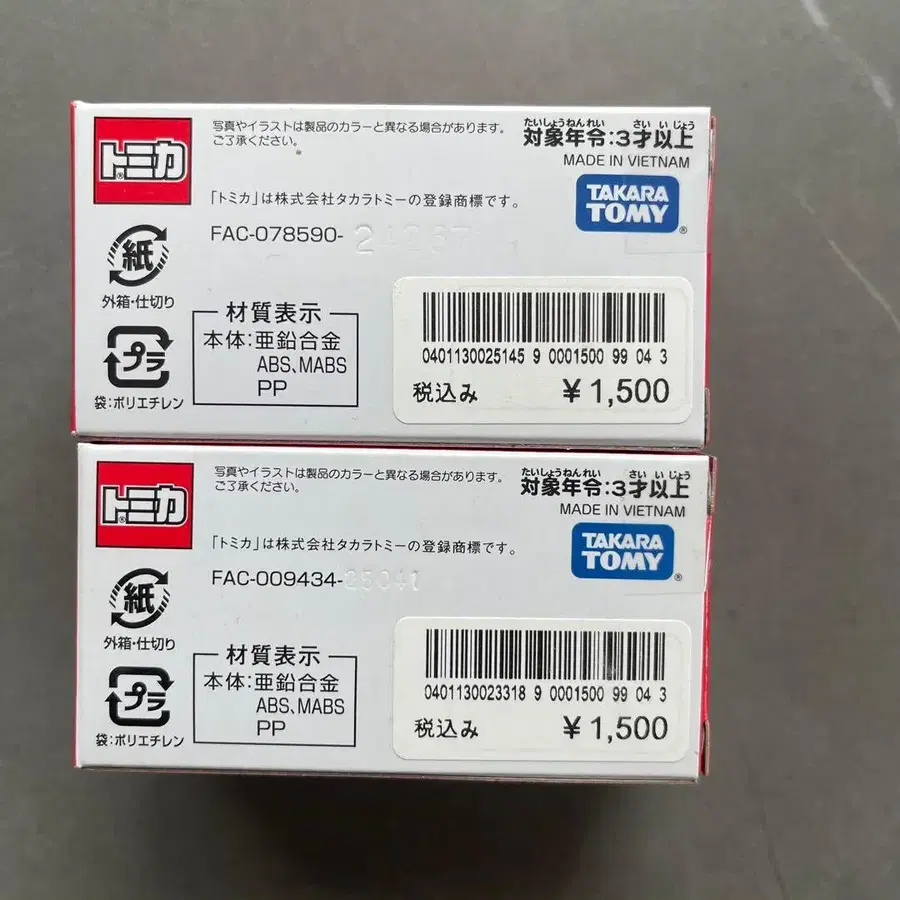 トミカ®
写真やイラストは製品のカラーと異なる場合があります。
ご了承ください。
たいしょうねんれい さいいじょう
対象年令:3才以上
MADE IN VIETNAM
TAKARA
TOMY®
「トミカ」は株式会社タカラトミーの登録商標です。
FAC-078590-
紙
外箱・仕切り
プラ
袋:ポリエチレン
材質表示
本体:亜鉛合金
ABS、MABS
PP
0401130025145 9 0001500 99 04 3
税込み ¥1,500
トミカ®
写真やイラストは製品のカラーと異なる場合があります。
ご了承ください。
たいしょうねんれい さいいじょう
対象年令:3才以上
MADE IN VIETNAM
TAKARA
TOMY®
「トミカ」は株式会社タカラトミーの登録商標です。
FAC-009434-25041
紙
外箱・仕切り
プラ
袋:ポリエチレン
材質表示
本体:亜鉛合金
ABS、MABS
PP
0401130023318 9 0001500 99 04 3
税込み ¥1,500